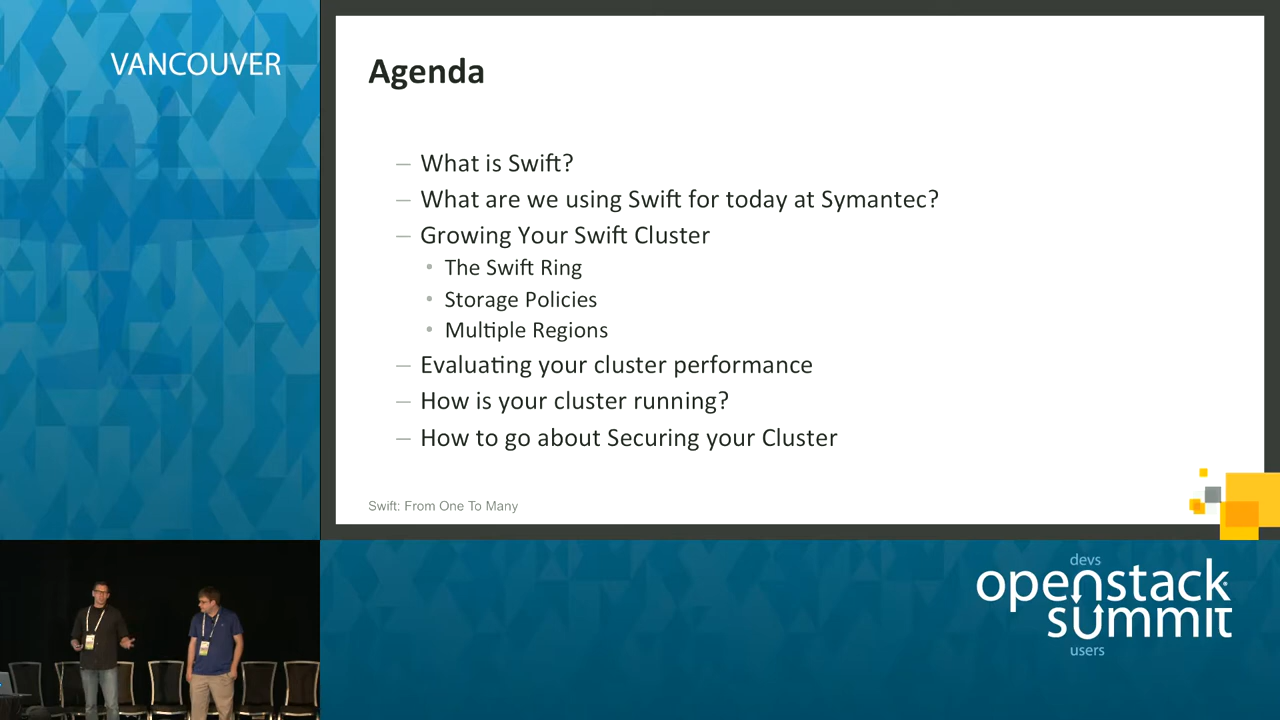 VANCOUVER
Agenda
– What is Swift?
– What are we using Swift for today at Symantec?
– Growing Your Swift Cluster
• The Swift Ring
• Storage Policies
• Multiple Regions
– Evaluating your cluster performance
– How is your cluster running?
– How to go about Securing your Cluster
Swift: From One To Many
devs
openstack
summit
users